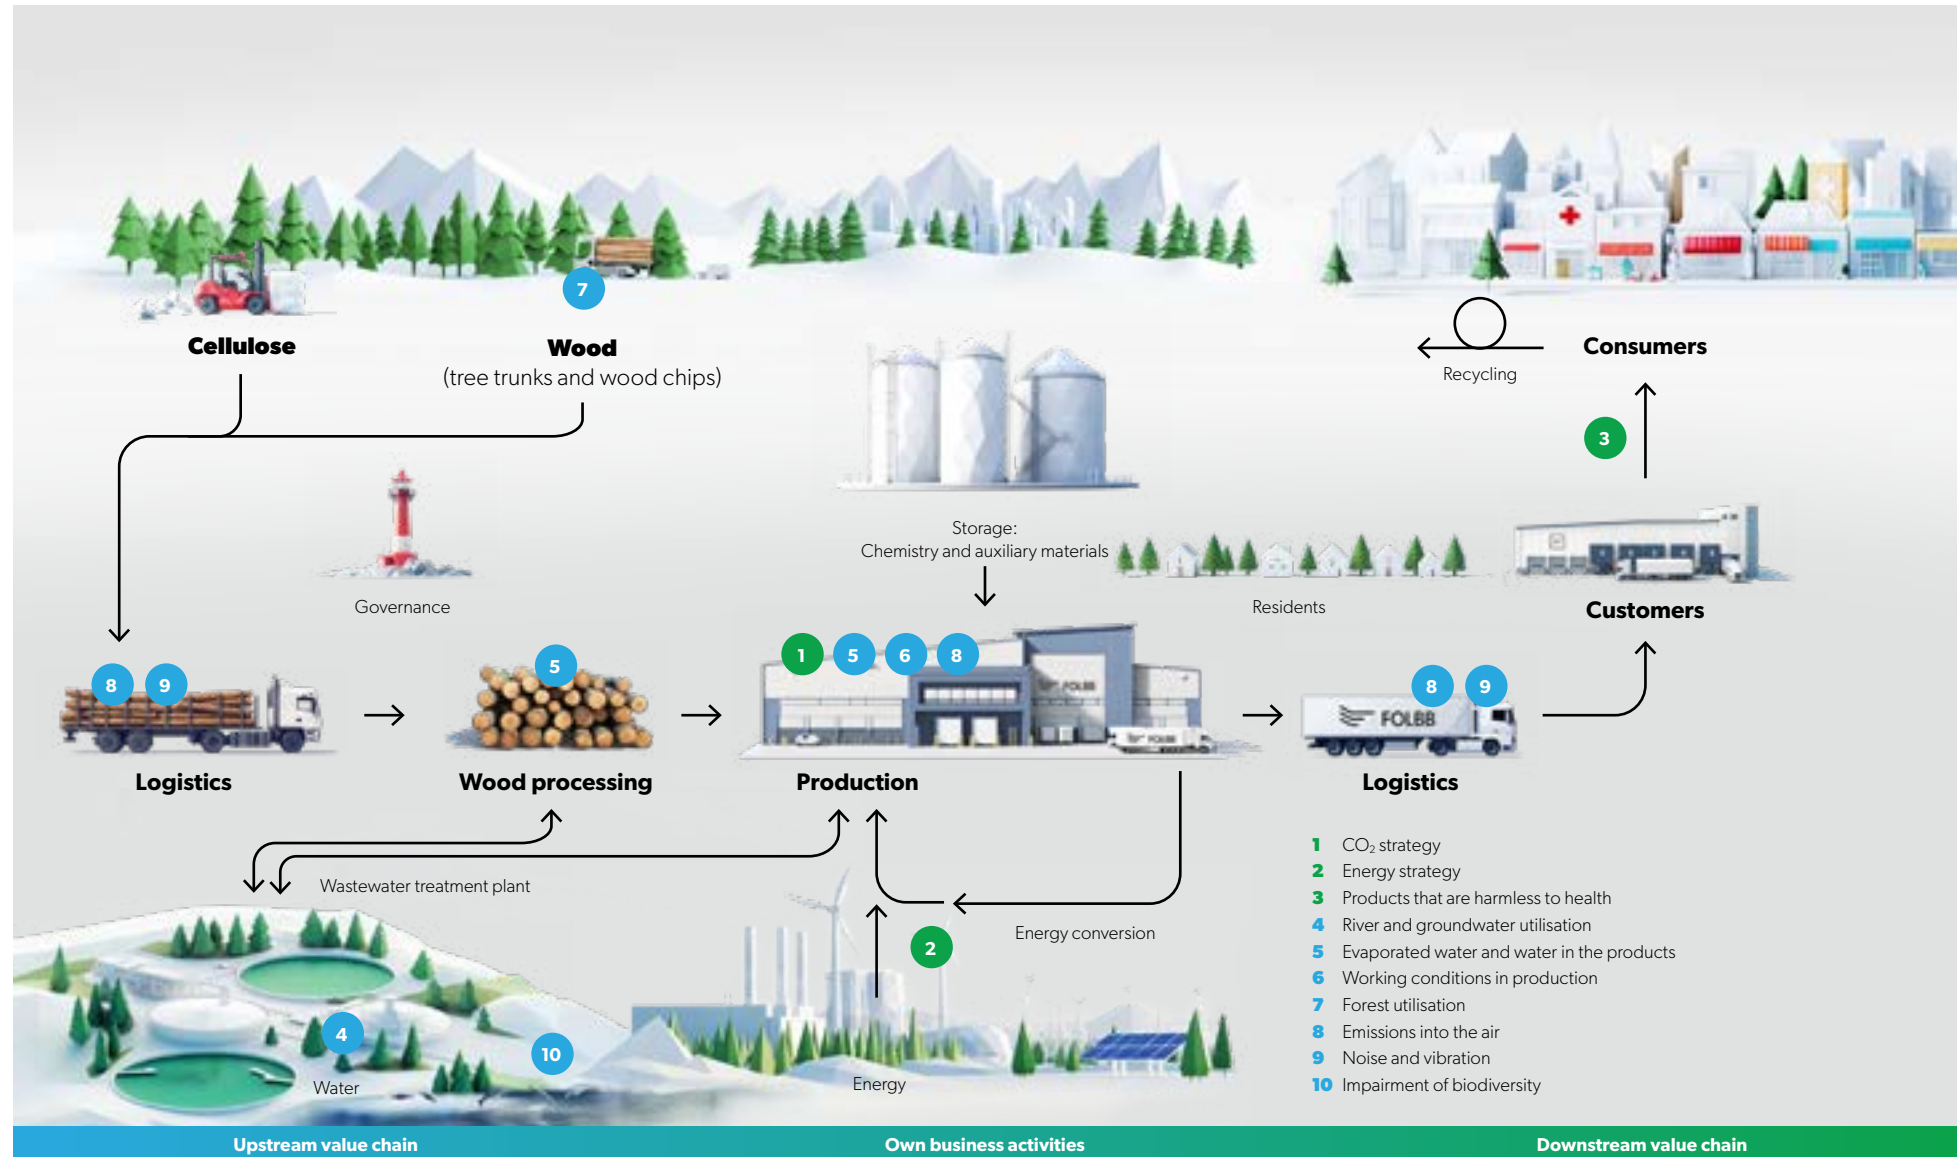 7
Cellulose
Wood
(tree trunks and wood chips)
Recycling
Consumers
3
Storage:
Chemistry and auxiliary materials
Governance
Residents
Customers
8 9
Logistics
5
Wood processing
1 5 6 8
FOLBB
FOLBB
Production
8 9
FOLBB
Logistics
Wastewater treatment plant
2
Energy conversion
4
10
Water
Energy
1 CO₂ strategy
2 Energy strategy
3 Products that are harmless to health
4 River and groundwater utilisation
5 Evaporated water and water in the products
6 Working conditions in production
7 Forest utilisation
8 Emissions into the air
9 Noise and vibration
10 Impairment of biodiversity
Upstream value chain
Own business activities
Downstream value chain